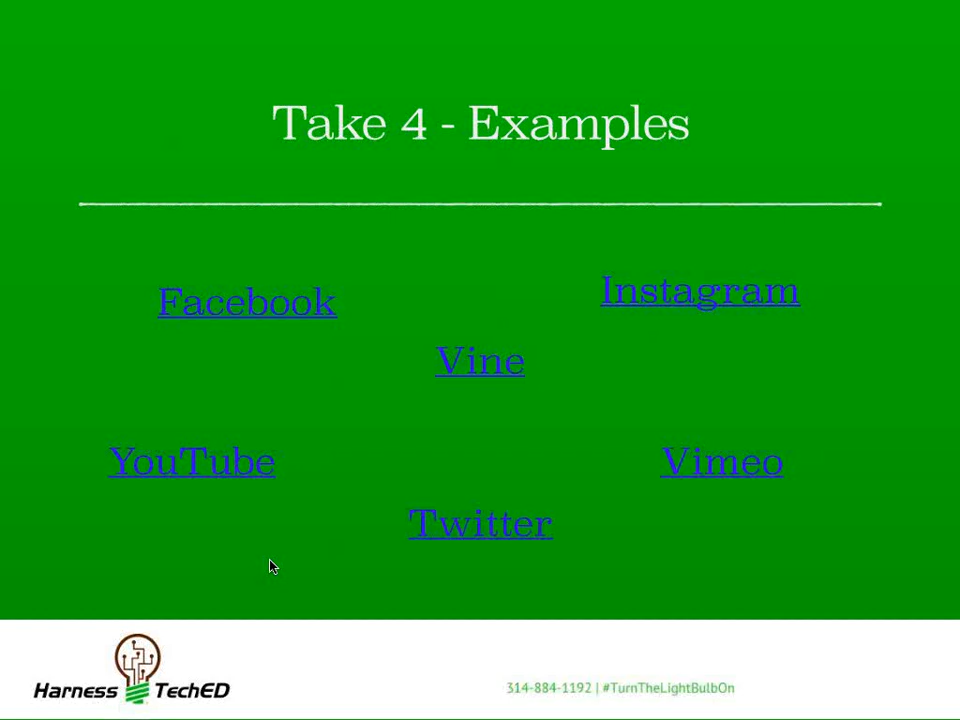 Take 4 - Examples
Facebook
Instagram
Vine
YouTube
Vimeo
Twitter
Harness TechED
314-884-1192 | #TurnTheLightBulbOn